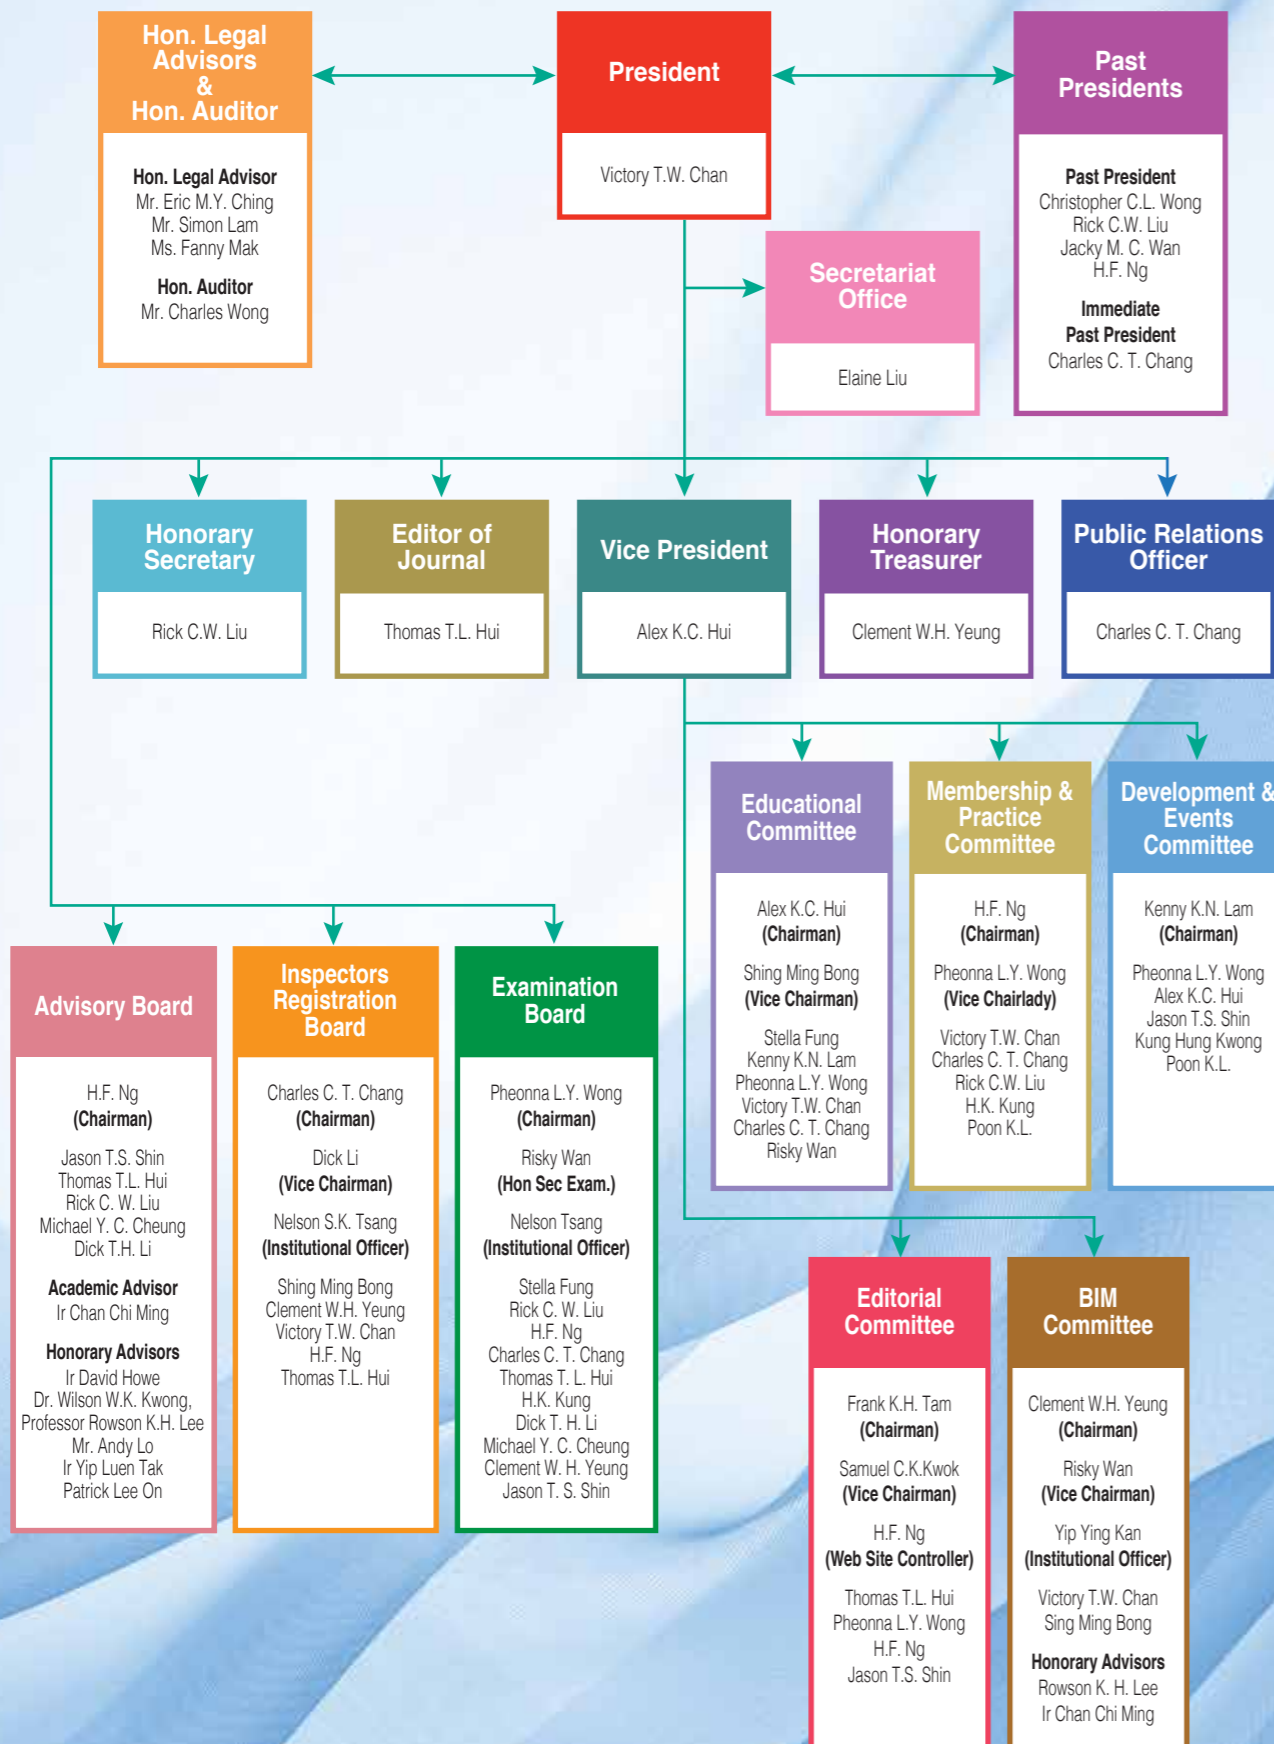 Hon. Legal
Advisors
&
Hon. Auditor
Hon. Legal Advisor
Mr. Eric M.Y. Ching
Mr. Simon Lam
Ms. Fanny Mak
Hon. Auditor
Mr. Charles Wong
President
Victory T.W. Chan
Past
Presidents
Past President
Christopher C.L. Wong
Rick C.W. Liu
Jacky M. C. Wan
H.F. Ng
Immediate
Past President
Charles C. T. Chang
Secretariat
Office
Elaine Liu
Honorary
Secretary
Rick C.W. Liu
Editor of
Journal
Thomas T.L. Hui
Vice President
Alex K.C. Hui
Honorary
Treasurer
Clement W.H. Yeung
Public Relations
Officer
Charles C. T. Chang
Educational
Committee
Alex K.C. Hui
(Chairman)
Shing Ming Bong
(Vice Chairman)
Stella Fung
Kenny K.N. Lam
Pheonna L.Y. Wong
Victory T.W. Chan
Charles C. T. Chang
Risky Wan
Membership &
Practice
Committee
H.F. Ng
(Chairman)
Pheonna L.Y. Wong
(Vice Chairlady)
Victory T.W. Chan
Charles C. T. Chang
Rick C.W. Liu
H.K. Kung
Poon K.L.
Development &
Events
Committee
Kenny K.N. Lam
(Chairman)
Pheonna L.Y. Wong
Alex K.C. Hui
Jason T.S. Shin
Kung Hung Kwong
Poon K.L.
Advisory Board
H.F. Ng
(Chairman)
Jason T.S. Shin
Thomas T.L. Hui
Rick C. W. Liu
Michael Y. C. Cheung
Dick T.H. Li
Academic Advisor
Ir Chan Chi Ming
Honorary Advisors
Ir David Howe
Dr. Wilson W.K. Kwong,
Professor Rowson K.H. Lee
Mr. Andy Lo
Ir Yip Luen Tak
Patrick Lee On
Inspectors
Registration
Board
Charles C. T. Chang
(Chairman)
Dick Li
(Vice Chairman)
Nelson S.K. Tsang
(Institutional Officer)
Shing Ming Bong
Clement W.H. Yeung
Victory T.W. Chan
H.F. Ng
Thomas T.L. Hui
Examination
Board
Pheonna L.Y. Wong
(Chairman)
Risky Wan
(Hon Sec Exam.)
Nelson Tsang
(Institutional Officer)
Stella Fung
Rick C. W. Liu
H.F. Ng
Charles C. T. Chang
Thomas T. L. Hui
H.K. Kung
Dick T. H. Li
Michael Y. C. Cheung
Clement W. H. Yeung
Jason T. S. Shin
Editorial
Committee
Frank K.H. Tam
(Chairman)
Samuel C.K.Kwok
(Vice Chairman)
H.F. Ng
(Web Site Controller)
Thomas T.L. Hui
Pheonna L.Y. Wong
H.F. Ng
Jason T.S. Shin
BIM
Committee
Clement W.H. Yeung
(Chairman)
Risky Wan
(Vice Chairman)
Yip Ying Kan
(Institutional Officer)
Victory T.W. Chan
Sing Ming Bong
Honorary Advisors
Rowson K. H. Lee
Ir Chan Chi Ming